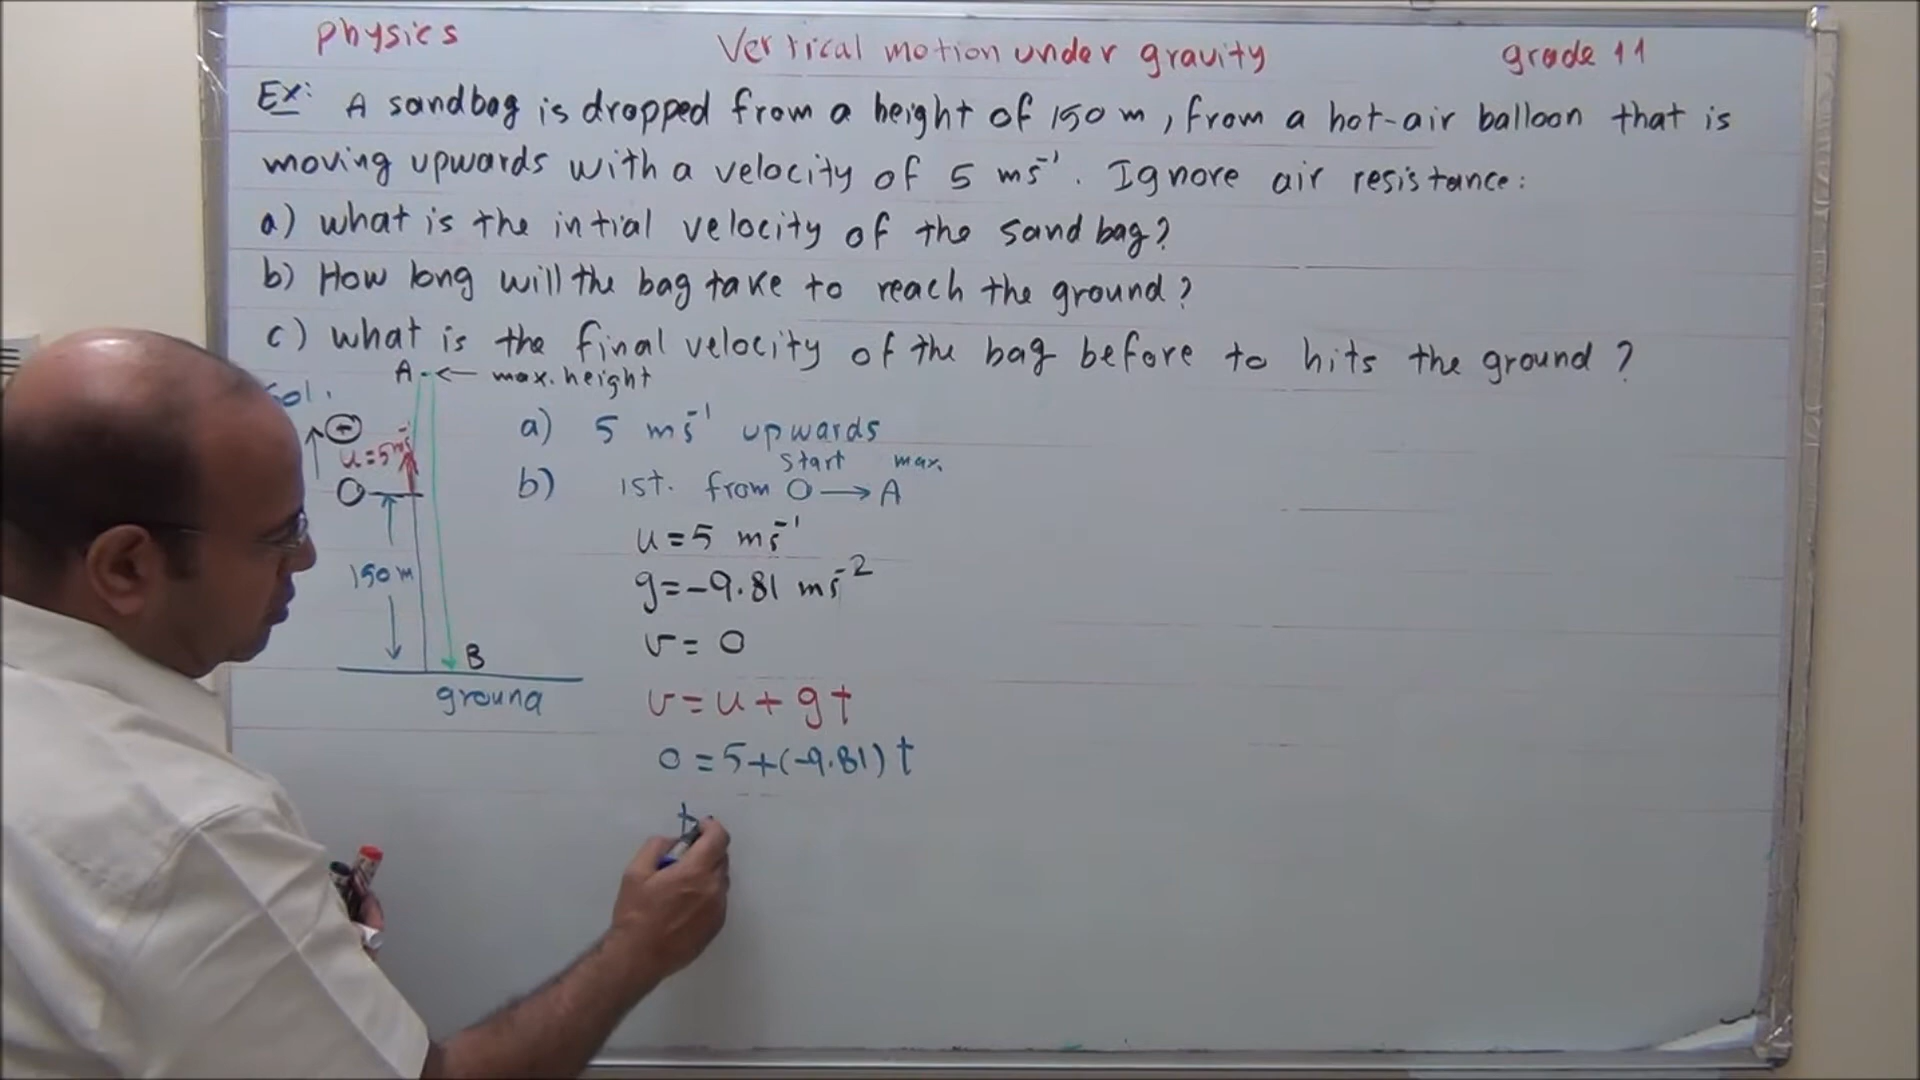 Physics
Vertical motion under gravity
grade 11
Ex: A sandbag is dropped from a height of 150 m, from a hot-air balloon that is
moving upwards with a velocity of 5 ms⁻¹. Ignore air resistance:
a) what is the intial velocity of the sand bag?
b) How long will the bag take to reach the ground?
c) what is the final velocity of the bag before to hits the ground?
A ← max. height
sol.
+
u=5ms⁻¹
O
150m
B
ground
a) 5 ms⁻¹ upwards
start max.
b) 1st. from O → A
u = 5 ms⁻¹
g = -9.81 ms⁻²
v = 0
v = u + gt
0 = 5+(-9.81) t
t